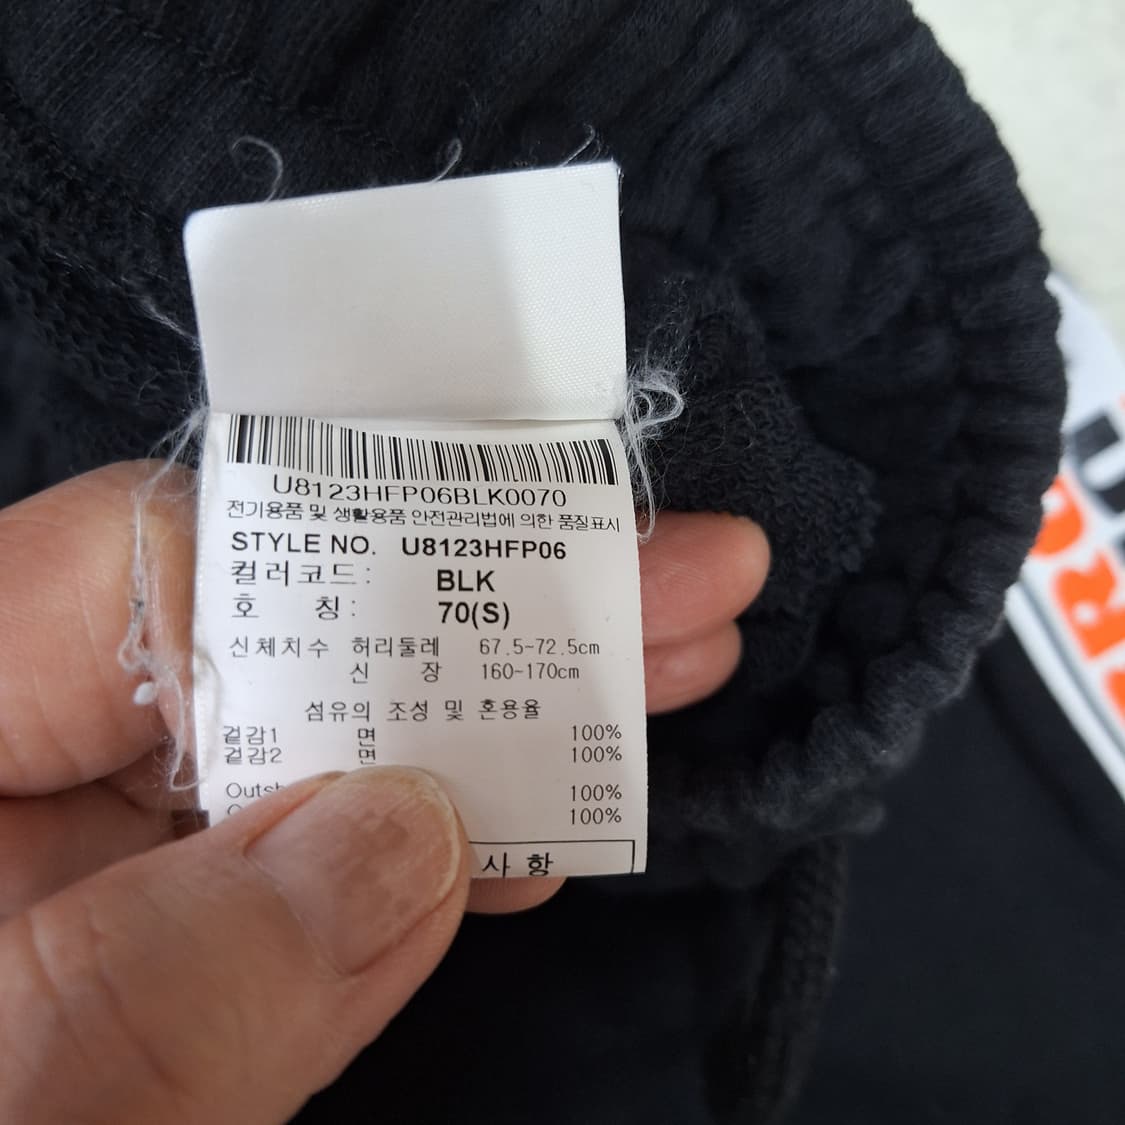 U8123HFP06BLK0070
전기용품 및 생활용품 안전관리법에 의한 품질표시
STYLE NO. U8123HFP06
컬러코드: BLK
호 칭: 70(S)
신체치수 허리둘레 67.5~72.5cm
신 장 160~170cm
섬유의 조성 및 혼용율
겉감1 면 100%
겉감2 면 100%
100%
100%
사 항